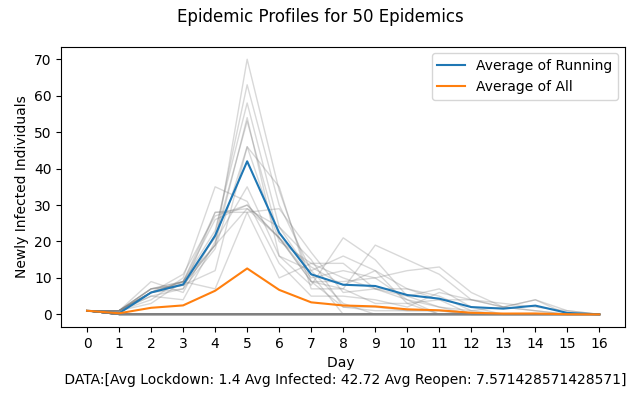 Epidemic Profiles for 50 Epidemics
Newly Infected Individuals
70
60
50
40
30
20
10
0
Average of Running
Average of All
0 1 2 3 4 5 6 7 8 9 10 11 12 13 14 15 16
Day
DATA:[Avg Lockdown: 1.4 Avg Infected: 42.72 Avg Reopen: 7.571428571428571]